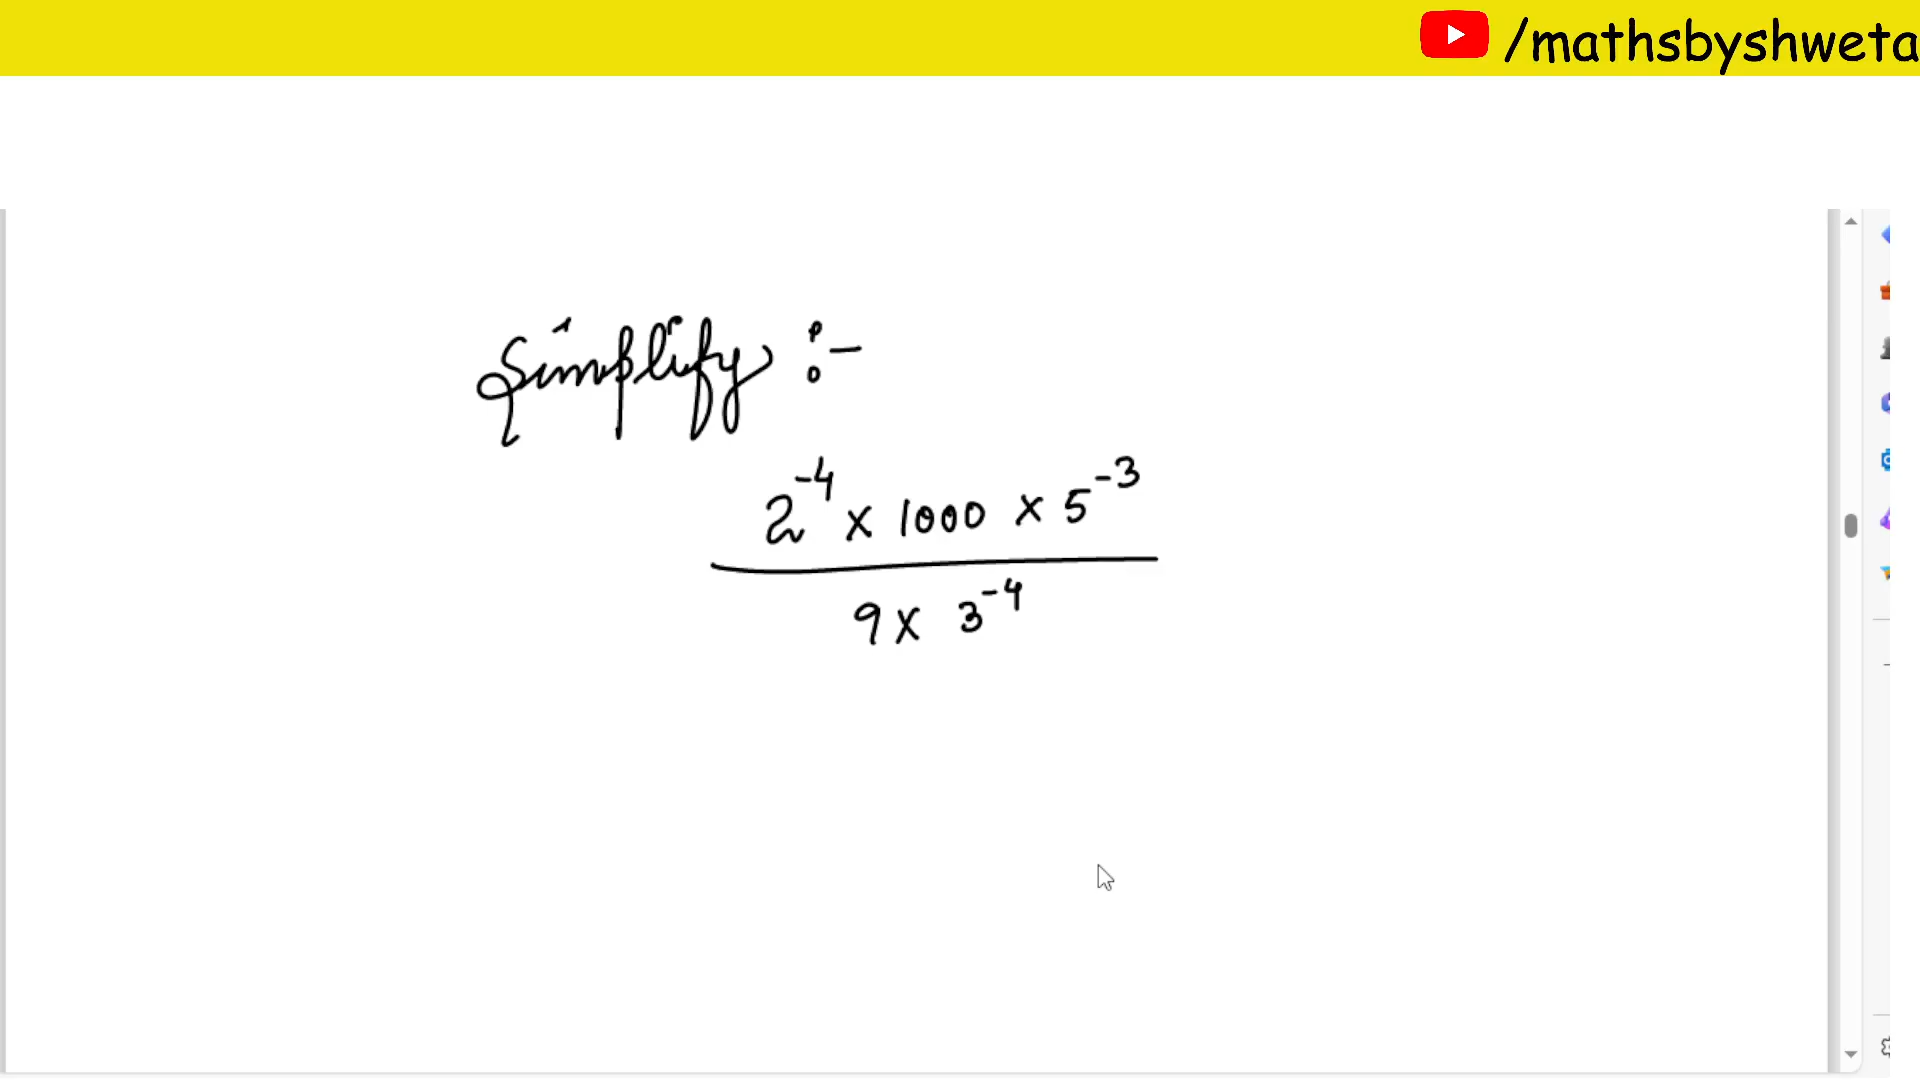 /mathsbyshweta
Simplify :-
2^-4 × 1000 × 5^-3
9 × 3^-4